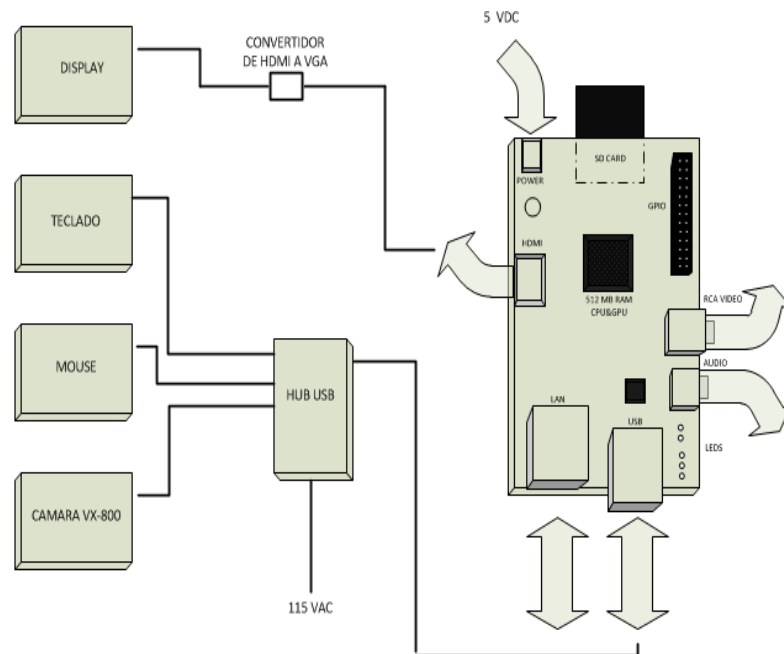 5 VDC
CONVERTIDOR
DE HDMI A VGA
DISPLAY
SD CARD
POWER
TECLADO
GPIO
HDMI
512 MB RAM
CPU&GPU
RCA VIDEO
MOUSE
HUB USB
AUDIO
LAN
USB
LEDS
CAMARA VX-800
115 VAC